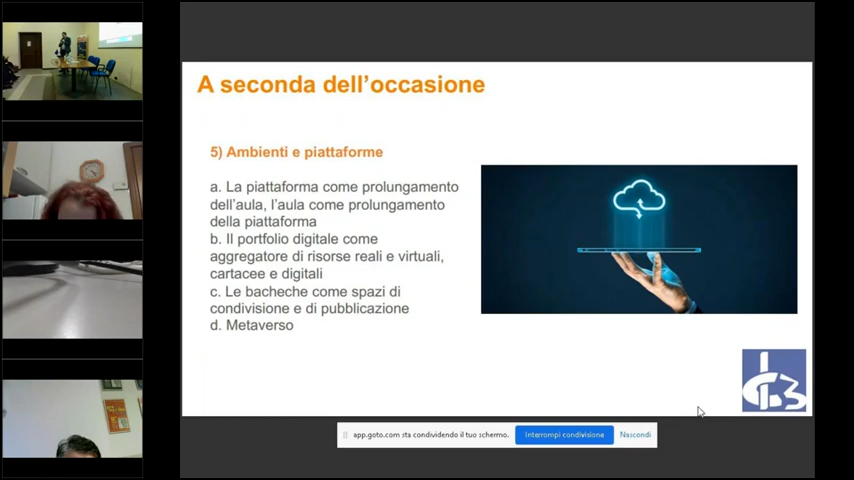 A seconda dell'occasione
5) Ambienti e piattaforme
a. La piattaforma come prolungamento
dell'aula, l'aula come prolungamento
della piattaforma
b. Il portfolio digitale come
aggregatore di risorse reali e virtuali,
cartacee e digitali
c. Le bacheche come spazi di
condivisione e di pubblicazione
d. Metaverso
app.goto.com sta condividendo il tuo schermo.
Interrompi condivisione
Nascondi